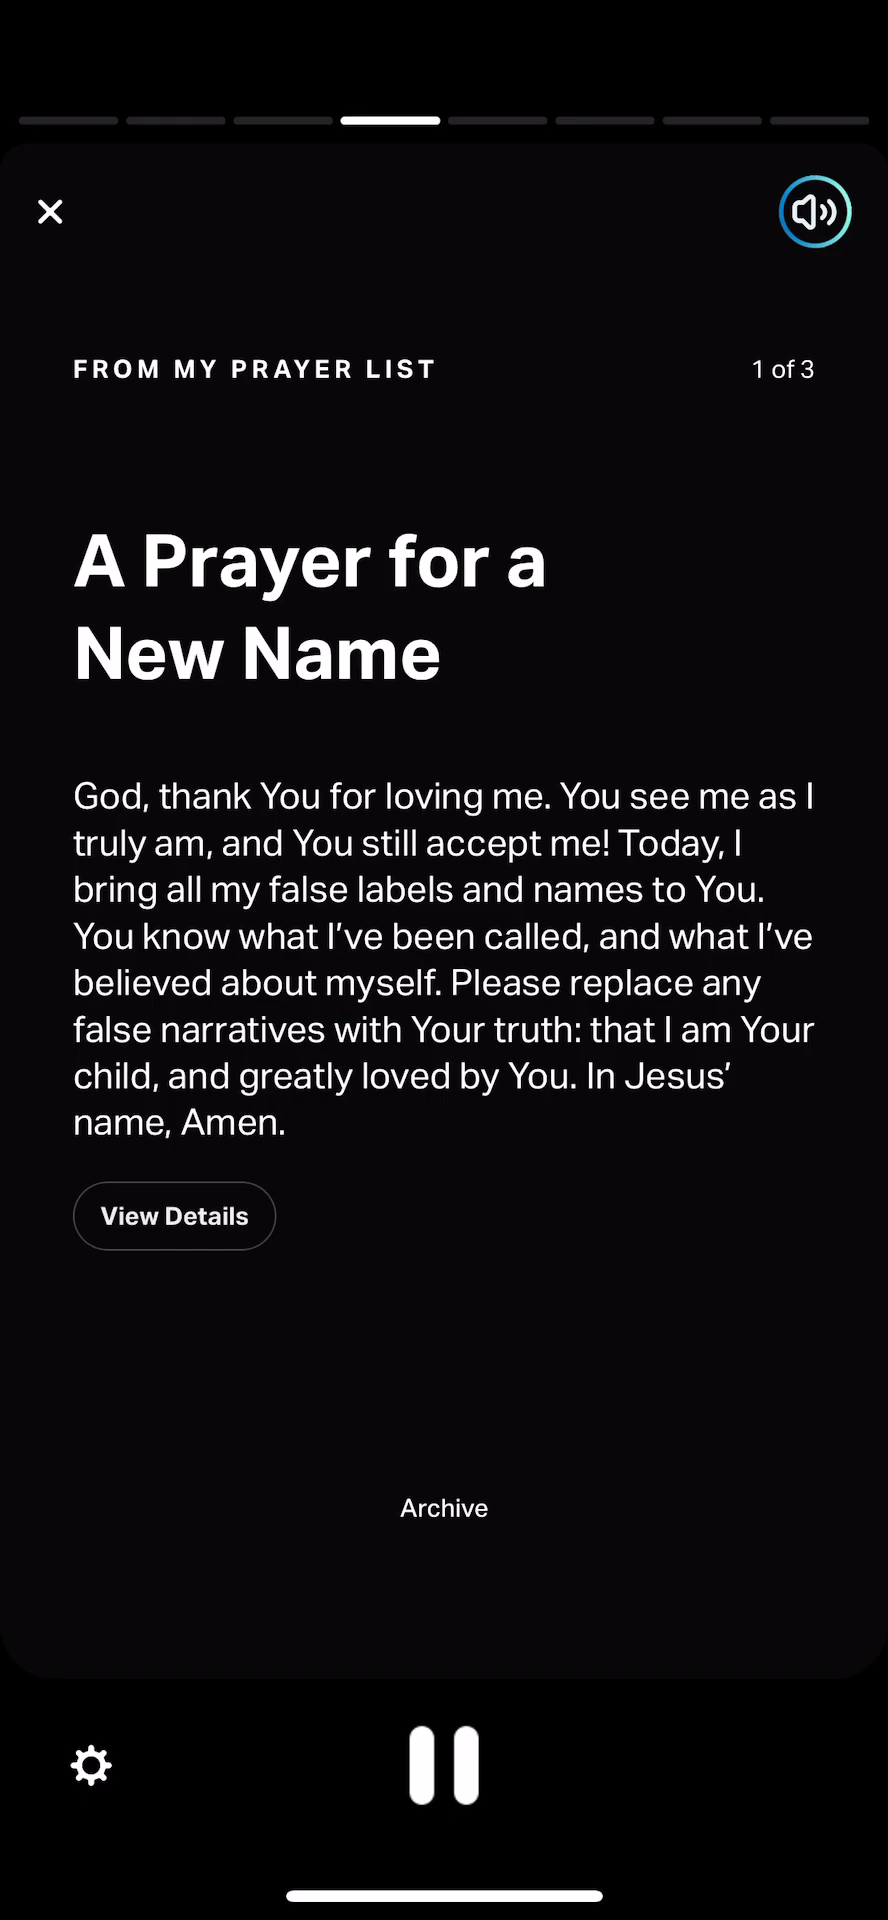 FROM MY PRAYER LIST
1 of 3
A Prayer for a
New Name
God, thank You for loving me. You see me as I
truly am, and You still accept me! Today, I
bring all my false labels and names to You.
You know what I’ve been called, and what I’ve
believed about myself. Please replace any
false narratives with Your truth: that I am Your
child, and greatly loved by You. In Jesus’
name, Amen.
View Details
Archive